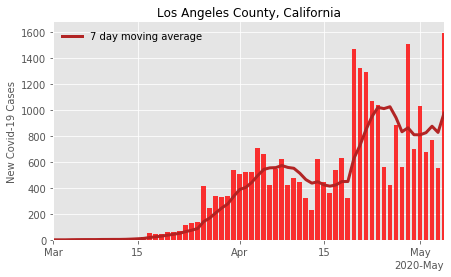 Los Angeles County, California
7 day moving average
New Covid-19 Cases
1600
1400
1200
1000
800
600
400
200
0
Mar
15
Apr
15
May
2020-May